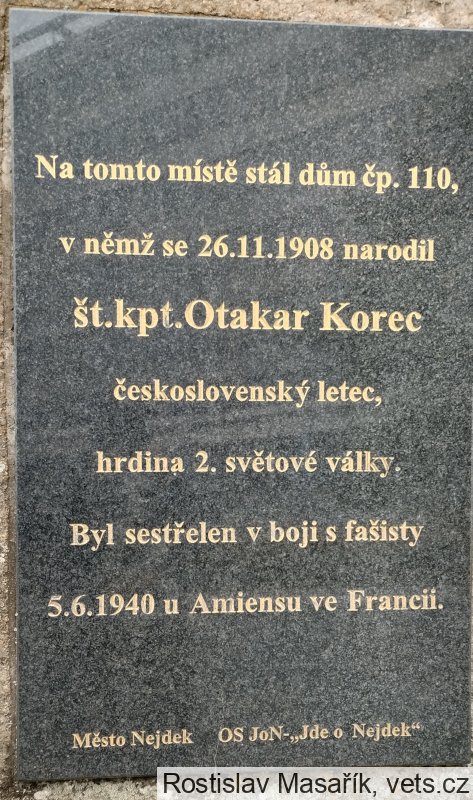 Na tomto místě stál dům čp. 110,
v němž se 26.11.1908 narodil
št.kpt.Otakar Korec
československý letec,
hrdina 2. světové války.
Byl sestřelen v boji s fašisty
5.6.1940 u Amiensu ve Francii.
Město Nejdek OS JoN-„Jde o Nejdek“
Rostislav Masařík, vets.cz